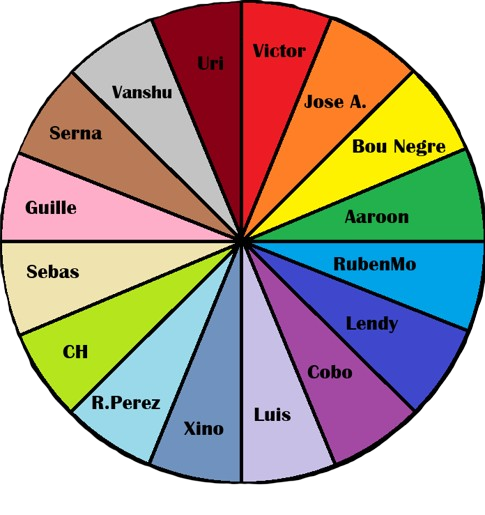 Victor
Jose A.
Bou Negre
Aaroon
RubenMo
Lendy
Cobo
Luis
Xino
R.Perez
CH
Sebas
Guille
Serna
Vanshu
Uri